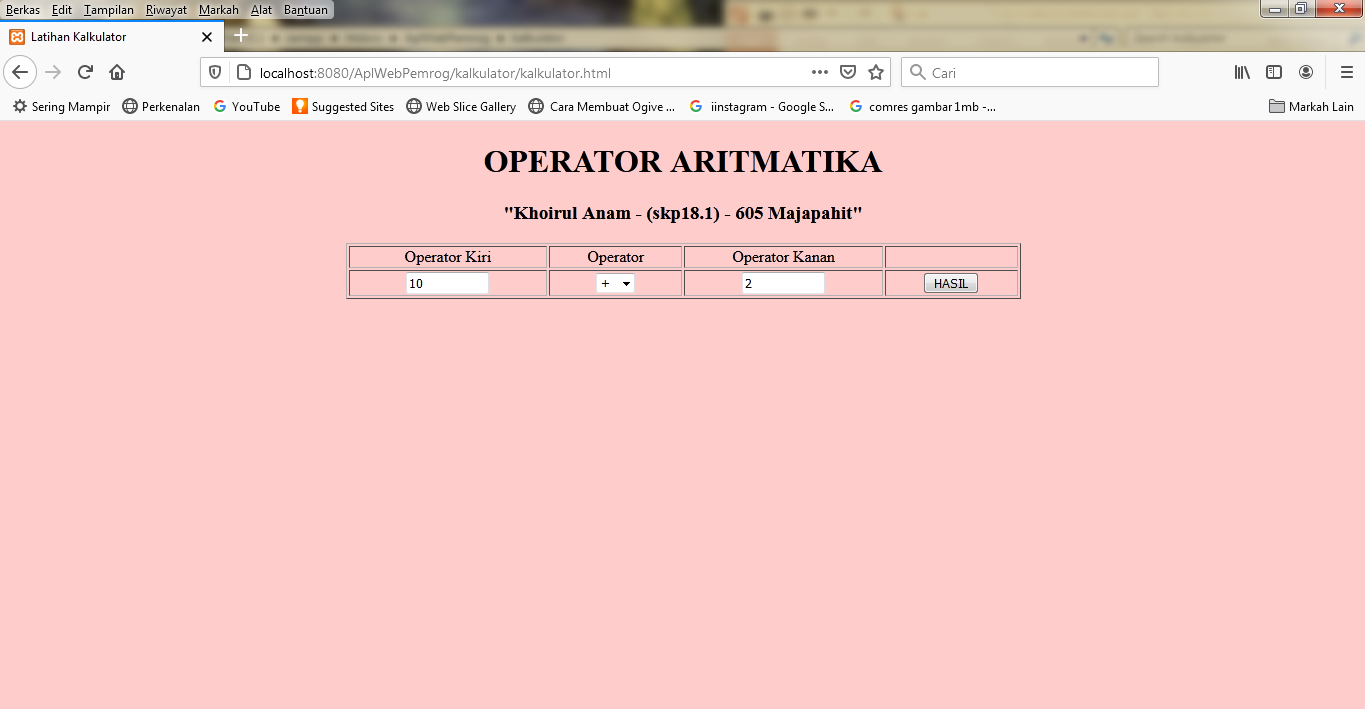 Berkas Edit Tampilan Riwayat Markah Alat Bantuan
Latihan Kalkulator
localhost:8080/AplWebPemrog/kalkulator/kalkulator.html
Cari
Sering Mampir Perkenalan YouTube Suggested Sites Web Slice Gallery Cara Membuat Ogive ... iinstagram - Google S... comres gambar 1mb -... Markah Lain
OPERATOR ARITMATIKA
"Khoirul Anam - (skp18.1) - 605 Majapahit"
Operator Kiri Operator Operator Kanan
10 + 2 HASIL